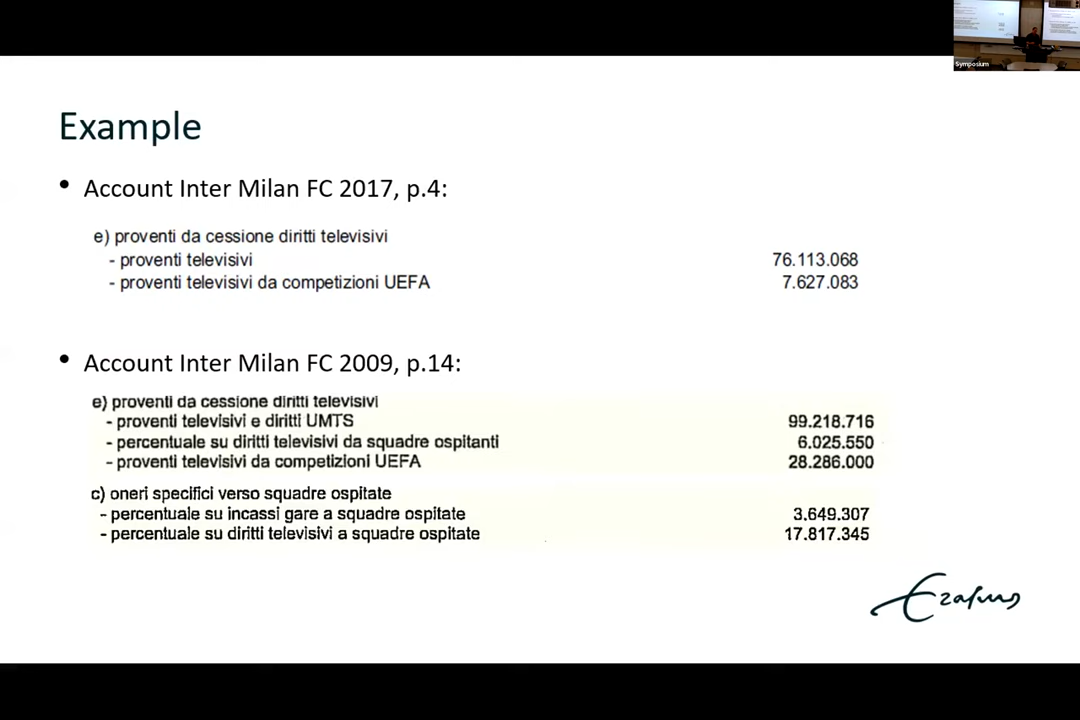 Symposium
Example
• Account Inter Milan FC 2017, p.4:
e) proventi da cessione diritti televisivi
- proventi televisivi 76.113.068
- proventi televisivi da competizioni UEFA 7.627.083
• Account Inter Milan FC 2009, p.14:
e) proventi da cessione diritti televisivi
- proventi televisivi e diritti UMTS 99.218.716
- percentuale su diritti televisivi da squadre ospitanti 6.025.550
- proventi televisivi da competizioni UEFA 28.286.000
c) oneri specifici verso squadre ospitate
- percentuale su incassi gare a squadre ospitate 3.649.307
- percentuale su diritti televisivi a squadre ospitate 17.817.345
Erasmus